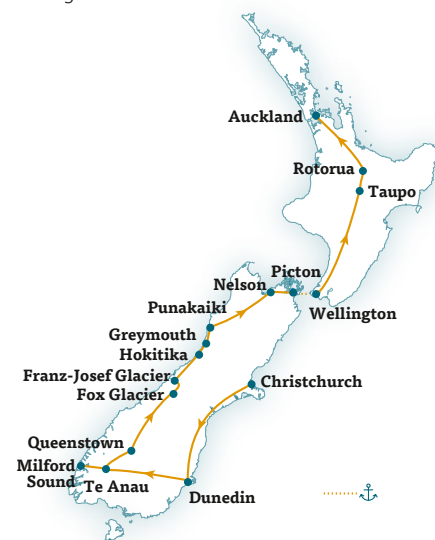 Auckland
Rotorua
Taupo
Picton
Nelson
Wellington
Punakaiki
Greymouth
Hokitika
Franz-Josef Glacier
Christchurch
Fox Glacier
Queenstown
Milford
Sound
Te Anau
Dunedin